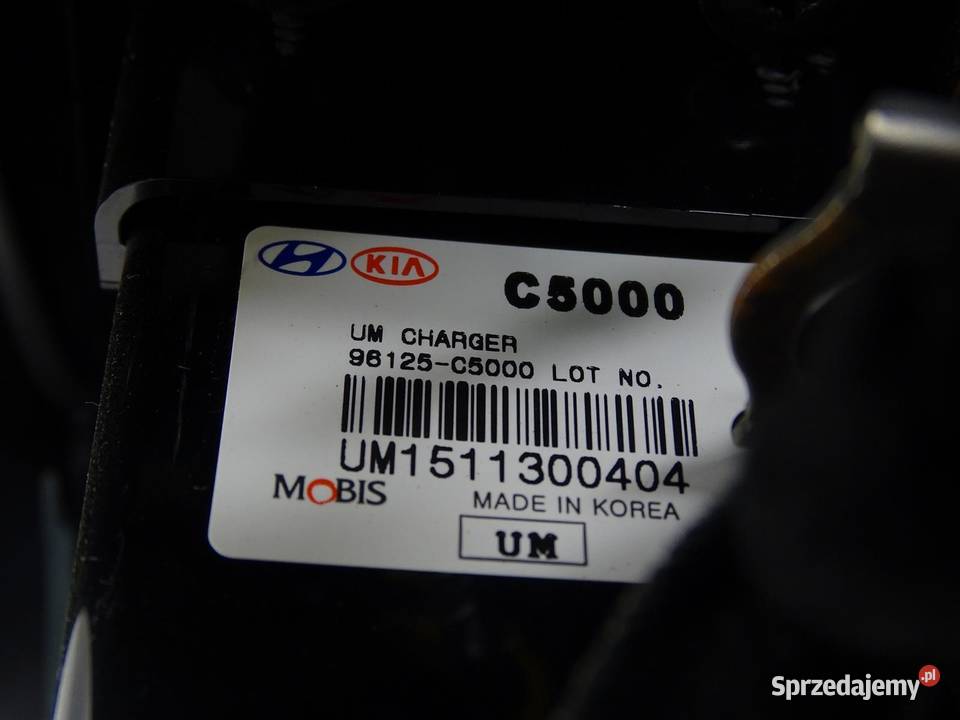 KIA
C5000
UM CHARGER
96125-C5000 LOT NO.
UM1511300404
MOBIS
MADE IN KOREA
UM
Sprzedajemy.pl